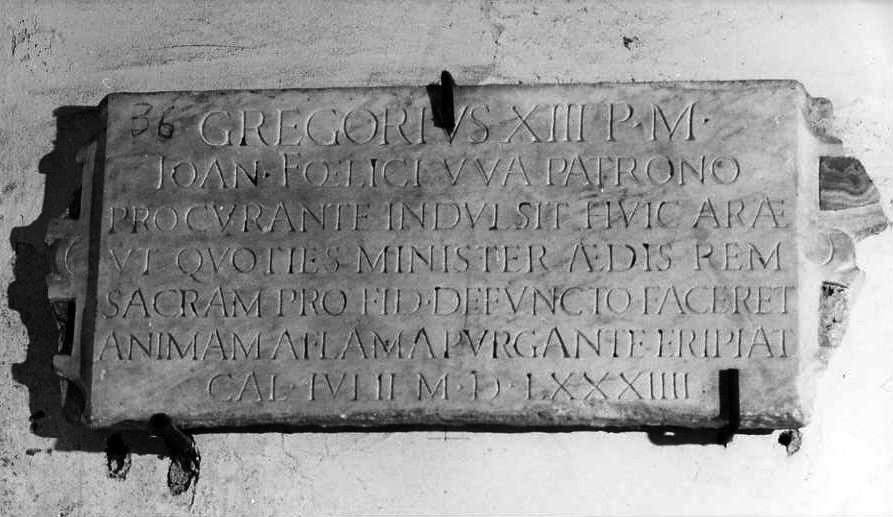 36 GREGORIVS XIII P·M·
IOAN·FŒLICI VVA PATRONO
PROCVRANTE INDVLSIT HVIC ARÆ
VT QVOTIES MINISTER ÆDIS REM
SACRAM PRO FID·DEFVNCTO FACERET
ANIMAM A FLAMA PVRGANTE ERIPIAT
CAL IVLII M·D·LXXXIIII